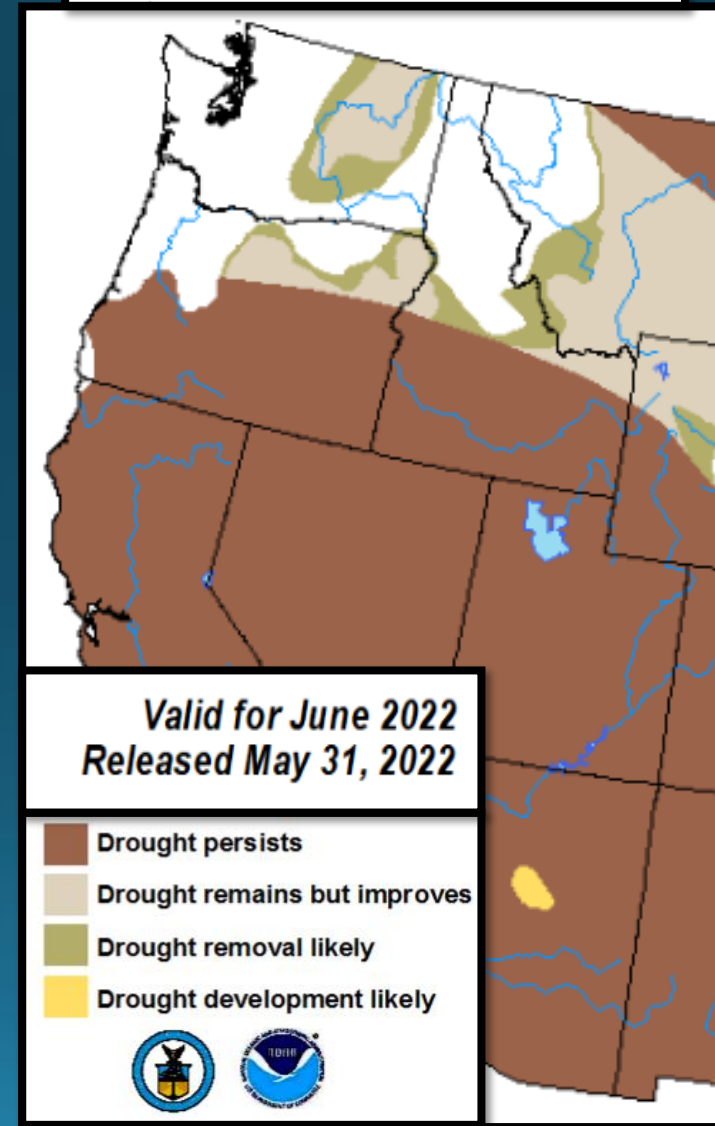 Valid for June 2022
Released May 31, 2022
Drought persists
Drought remains but improves
Drought removal likely
Drought development likely